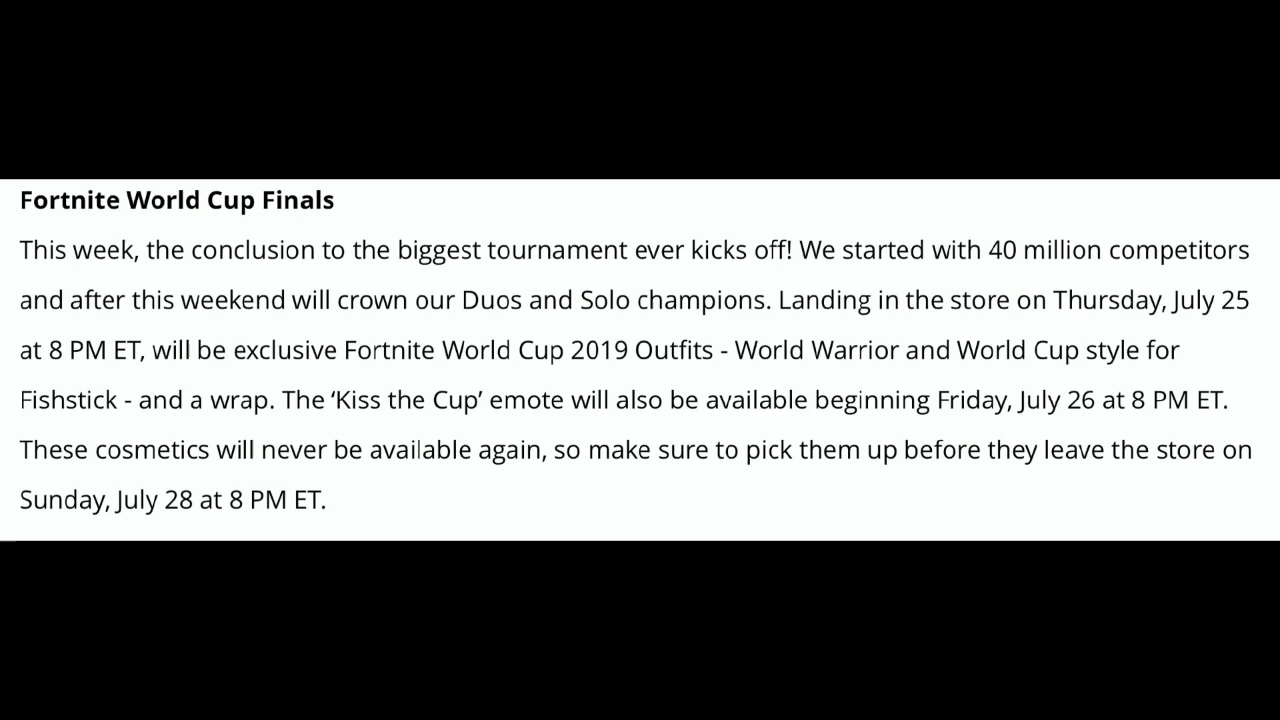 Fortnite World Cup Finals
This week, the conclusion to the biggest tournament ever kicks off! We started with 40 million competitors
and after this weekend will crown our Duos and Solo champions. Landing in the store on Thursday, July 25
at 8 PM ET, will be exclusive Fortnite World Cup 2019 Outfits - World Warrior and World Cup style for
Fishstick - and a wrap. The ‘Kiss the Cup’ emote will also be available beginning Friday, July 26 at 8 PM ET.
These cosmetics will never be available again, so make sure to pick them up before they leave the store on
Sunday, July 28 at 8 PM ET.